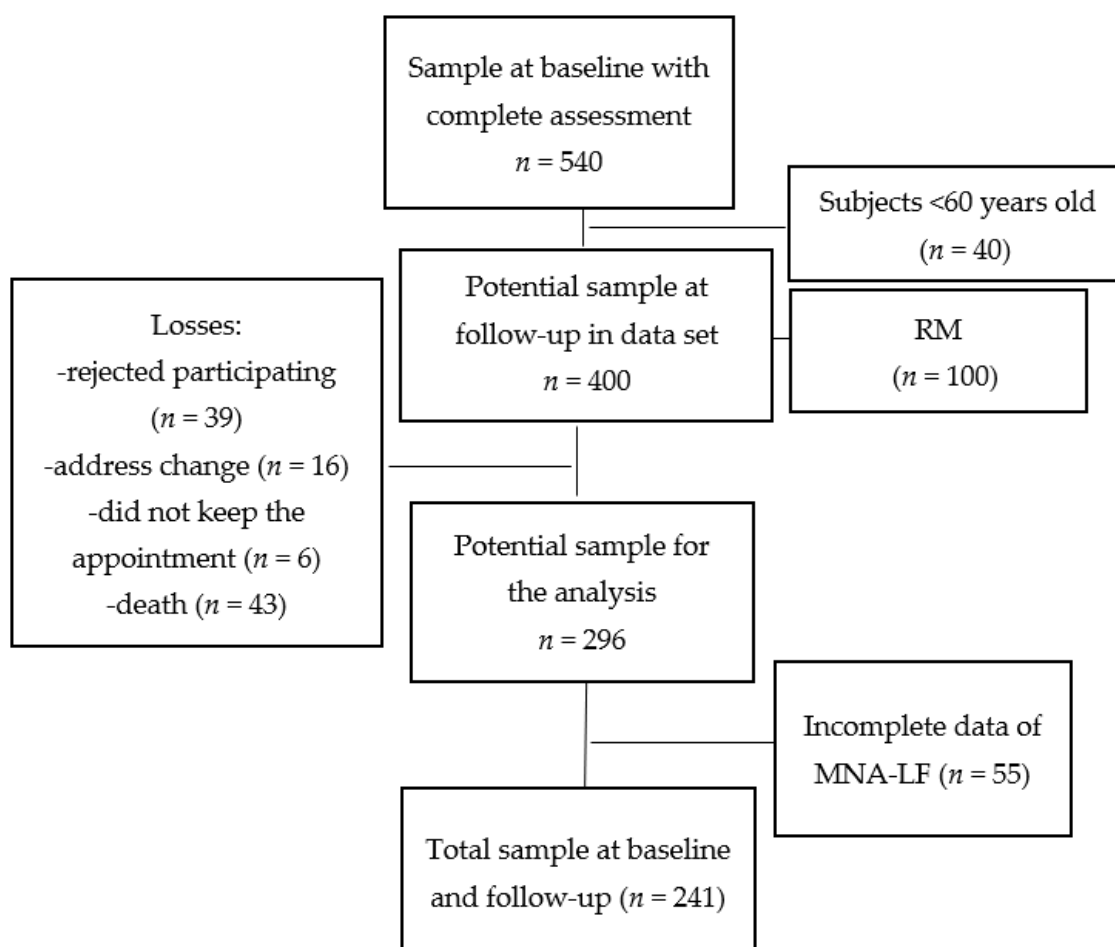 Sample at baseline with
complete assessment
n = 540
Subjects <60 years old
(n = 40)
Potential sample at
follow-up in data set
n = 400
RM
(n = 100)
Losses:
-rejected participating
(n = 39)
-address change (n = 16)
-did not keep the
appointment (n = 6)
-death (n = 43)
Potential sample for
the analysis
n = 296
Incomplete data of
MNA-LF (n = 55)
Total sample at baseline
and follow-up (n = 241)